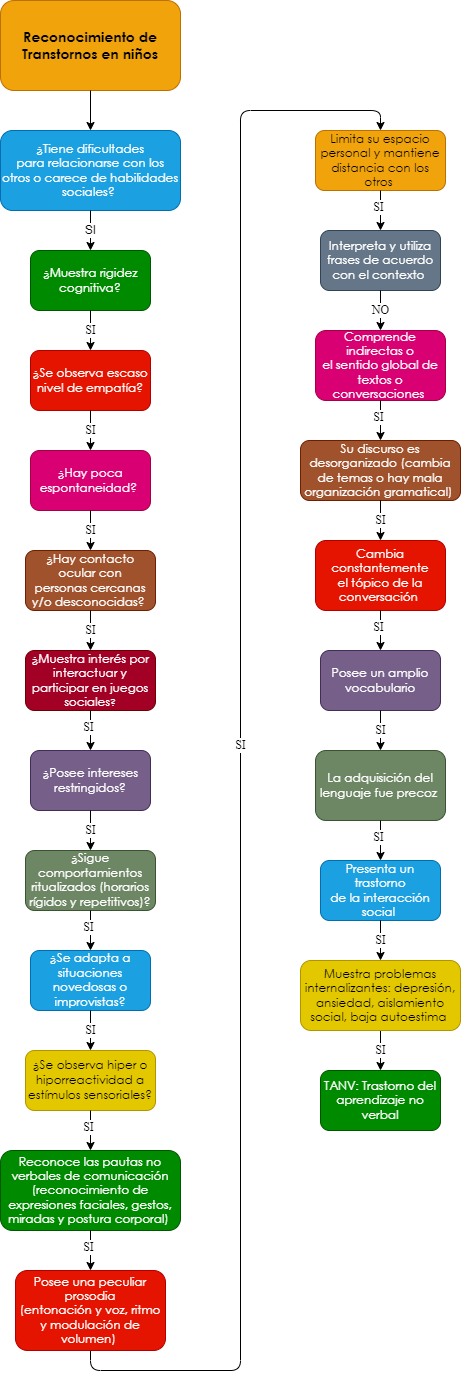 Reconocimiento de
Transtornos en niños
¿Tiene dificultades
para relacionarse con los
otros o carece de habilidades
sociales?
SI
¿Muestra rigidez
cognitiva?
SI
¿Se observa escaso
nivel de empatía?
SI
¿Hay poca
espontaneidad?
SI
¿Hay contacto
ocular con
personas cercanas
y/o desconocidas?
SI
¿Muestra interés por
interactuar y
participar en juegos
sociales?
SI
¿Posee intereses
restringidos?
SI
¿Sigue
comportamientos
ritualizados (horarios
rígidos y repetitivos)?
SI
¿Se adapta a
situaciones
novedosas o
improvistas?
SI
¿Se observa hiper o
hiporreactividad a
estímulos sensoriales?
SI
Reconoce las pautas no
verbales de comunicación
(reconocimiento de
expresiones faciales, gestos,
miradas y postura corporal)
SI
Posee una peculiar
prosodia
(entonación y voz, ritmo
y modulación de
volumen)
SI
Limita su espacio
personal y mantiene
distancia con los
otros
SI
Interpreta y utiliza
frases de acuerdo
con el contexto
NO
Comprende
indirectas o
el sentido global de
textos o
conversaciones
SI
Su discurso es
desorganizado (cambia
de temas o hay mala
organización gramatical)
SI
Cambia
constantemente
el tópico de la
conversación
SI
Posee un amplio
vocabulario
SI
La adquisición del
lenguaje fue precoz
SI
Presenta un
trastorno
de la interacción
social
SI
Muestra problemas
internalizantes: depresión,
ansiedad, aislamiento
social, baja autoestima
SI
TANV: Trastorno del
aprendizaje no
verbal